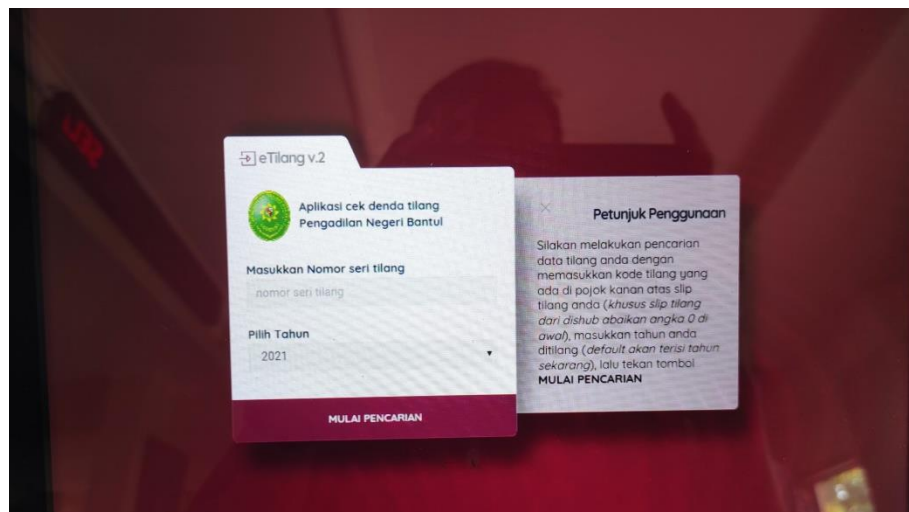 eTilang v.2
Aplikasi cek denda tilang
Pengadilan Negeri Bantul
Masukkan Nomor seri tilang
nomor seri tilang
Pilih Tahun
2021
MULAI PENCARIAN
Petunjuk Penggunaan
Silakan melakukan pencarian
data tilang anda dengan
memasukkan kode tilang yang
ada di pojok kanan atas slip
tilang anda (khusus slip tilang
dari dishub abaikan angka 0 di
awal), masukkan tahun anda
ditilang (default akan terisi tahun
sekarang), lalu tekan tombol
MULAI PENCARIAN